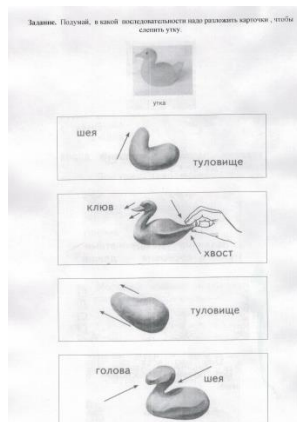 Задание. Подумай, в какой последовательности надо разложить карточки , чтобы
слепить утку.
утка
шея
туловище
клюв
хвост
туловище
голова
шея